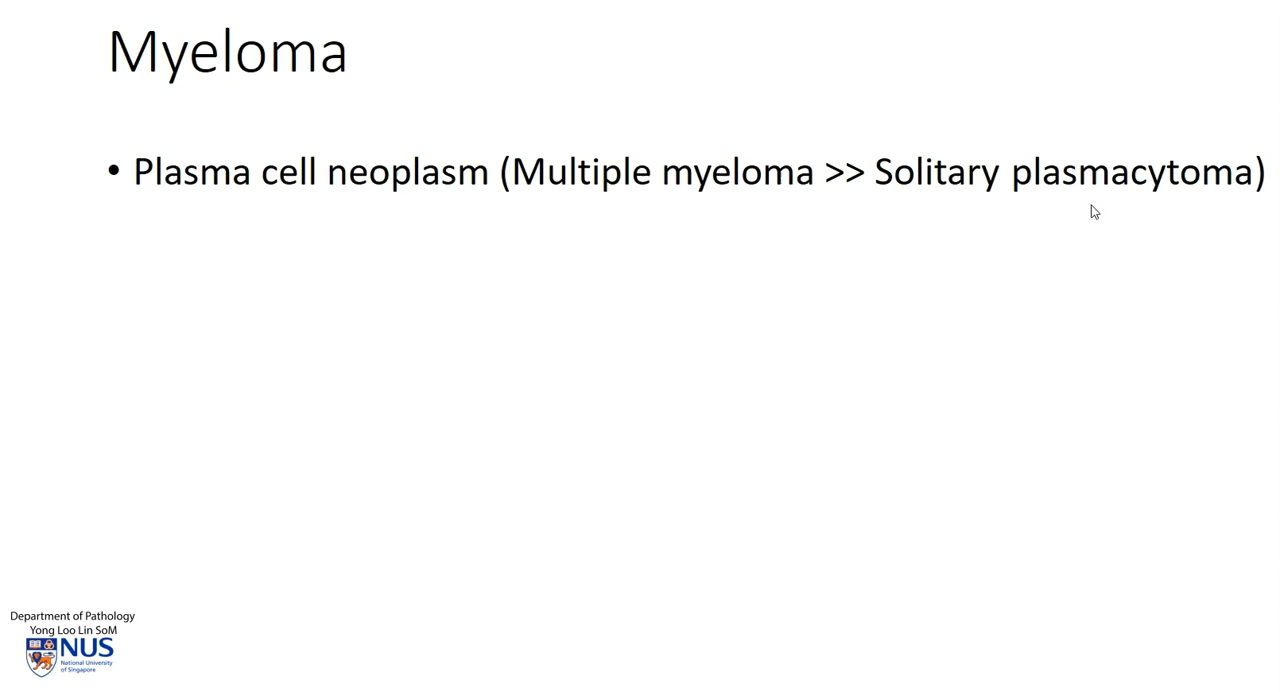 Myeloma
• Plasma cell neoplasm (Multiple myeloma >> Solitary plasmacytoma)
Department of Pathology
Yong Loo Lin SoM
NUS
National University
of Singapore